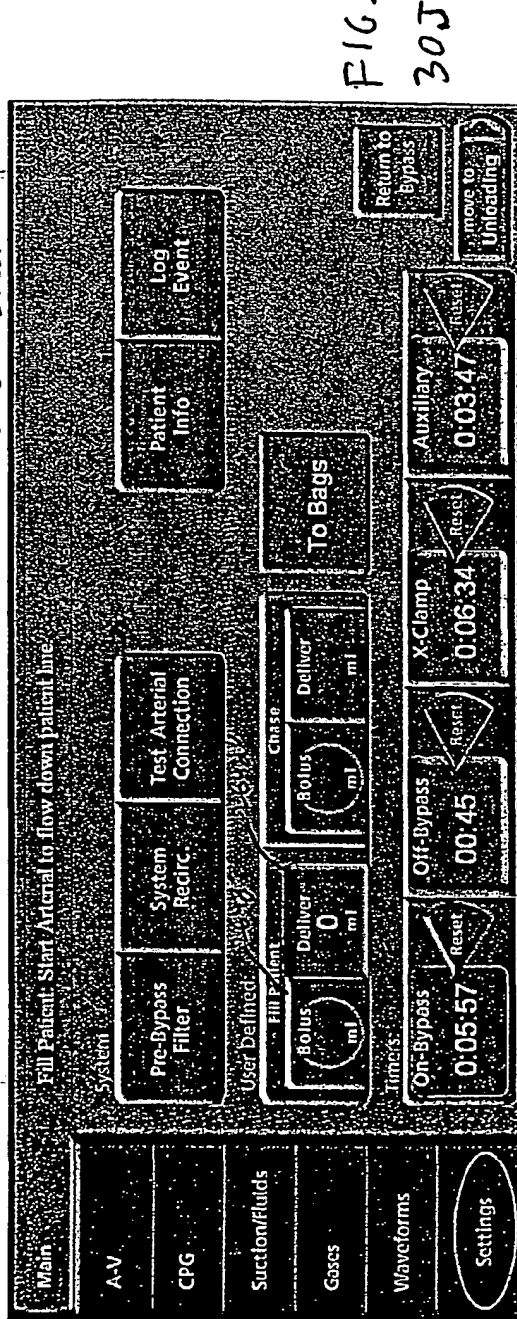 Main
Fill Patient: Start Arterial to flow down patient line.
A-V
CPG
Suction/Fluids
Gases
Waveforms
Settings
System
Pre-Bypass Filter
System Recirc.
Test Arterial Connection
Patient Info
Log Event
User Defined:
Fill Patient
Bolus ml
Deliver 0 ml
Chase
Bolus ml
Deliver ml
To Bags
Timers:
On-Bypass
0:05:57
Reset
Off-Bypass
00:45
Reset
X-Clamp
0:06:34
Reset
Auxiliary
0:03:47
Reset
Return to bypass
move to Unloading
FIG.
30J